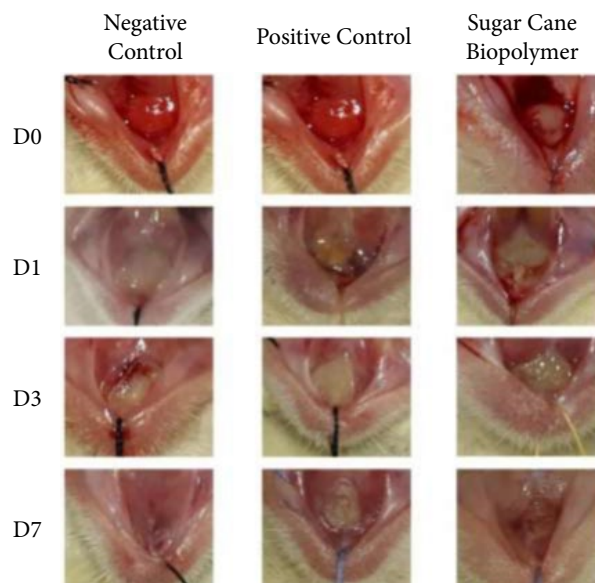 Negative
Control
Positive Control
Sugar Cane
Biopolymer
D0
D1
D3
D7